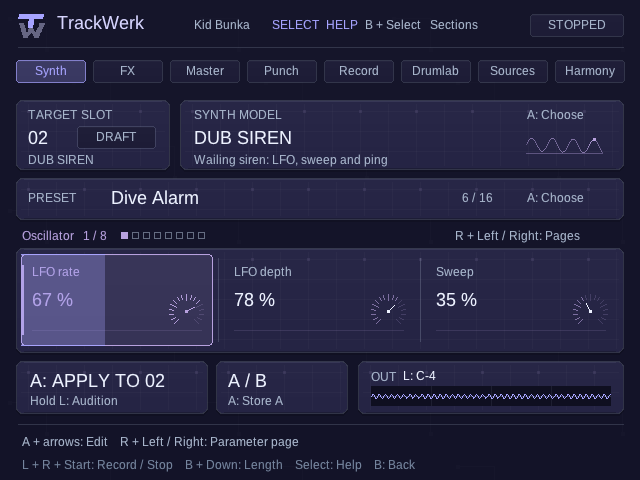 TrackWerk
Kid Bunka SELECT HELP B + Select Sections
STOPPED
Synth FX Master Punch Record Drumlab Sources Harmony
TARGET SLOT
02 DRAFT
DUB SIREN
SYNTH MODEL A: Choose
DUB SIREN
Wailing siren: LFO, sweep and ping
PRESET Dive Alarm 6 / 16 A: Choose
Oscillator 1 / 8 R + Left / Right: Pages
LFO rate
67 %
LFO depth
78 %
Sweep
35 %
A: APPLY TO 02
Hold L: Audition
A / B
A: Store A
OUT L: C-4
A + arrows: Edit R + Left / Right: Parameter page
L + R + Start: Record / Stop B + Down: Length Select: Help B: Back